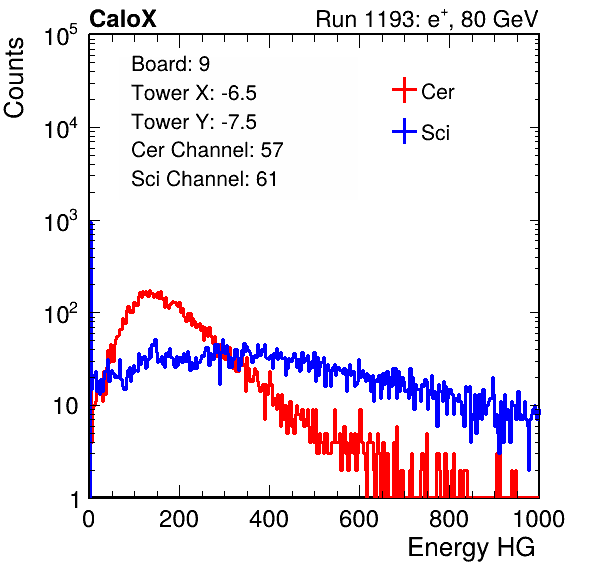 CaloX Run 1193: e⁺, 80 GeV
Counts
Board: 9
Tower X: -6.5
Tower Y: -7.5
Cer Channel: 57
Sci Channel: 61
Cer
Sci
10⁵
10⁴
10³
10²
10
1
0 200 400 600 800 1000
Energy HG